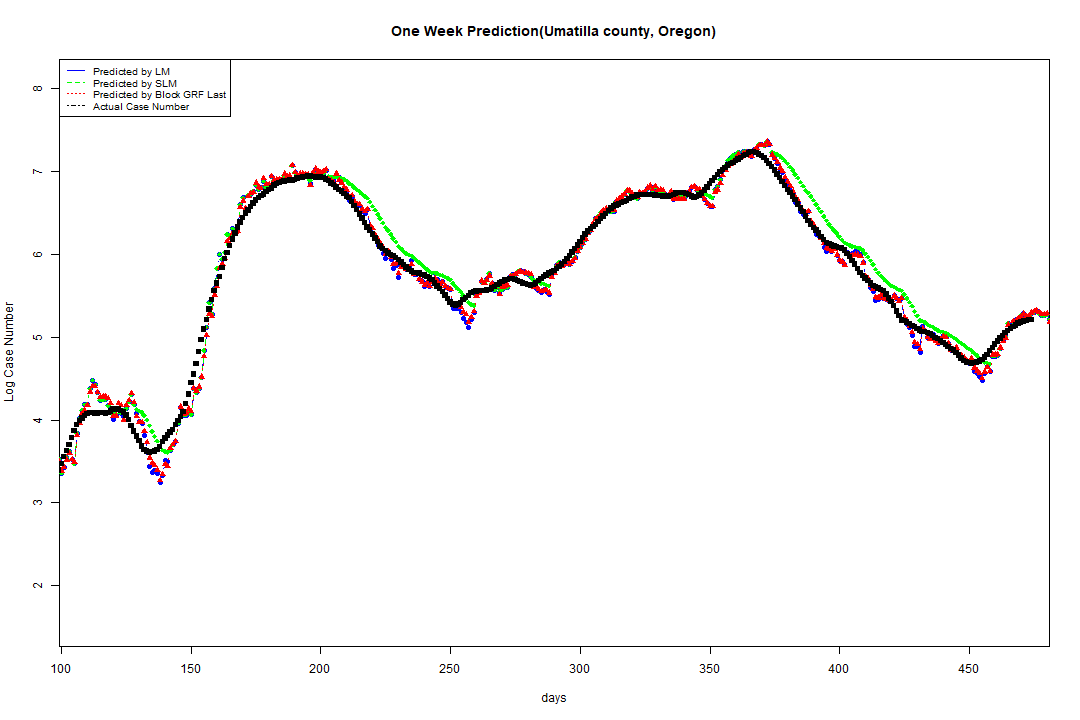 One Week Prediction(Umatilla county, Oregon)
Predicted by LM
Predicted by SLM
Predicted by Block GRF Last
Actual Case Number
8
7
6
5
4
3
2
Log Case Number
100 150 200 250 300 350 400 450
days